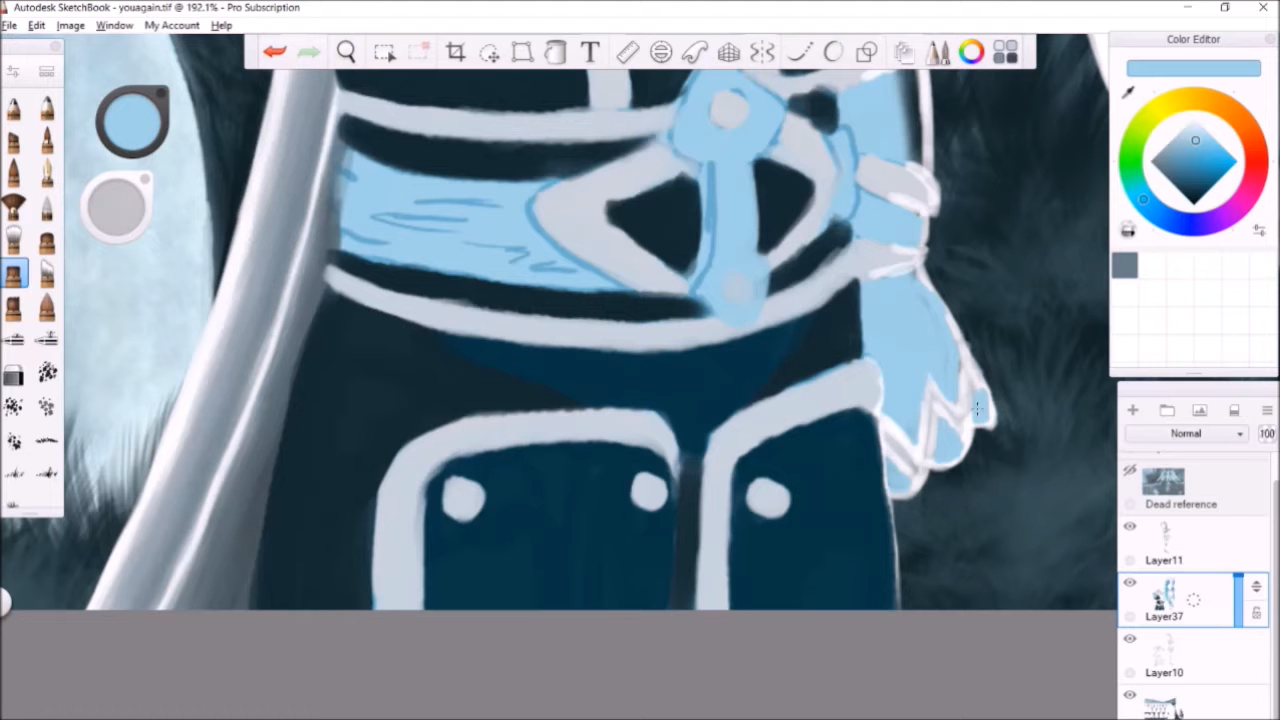 Autodesk SketchBook - youagain.tif @ 192.1% - Pro Subscription
File Edit Image Window My Account Help
T
Color Editor
Normal
100
Dead reference
Layer11
Layer37
Layer10